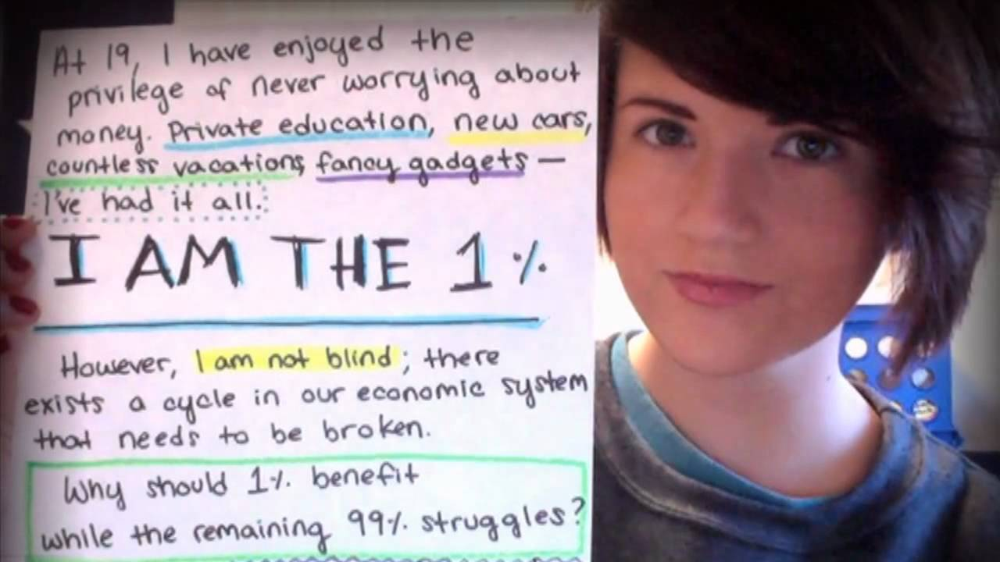 At 19, I have enjoyed the
privilege of never worrying about
money. Private education, new cars,
countless vacations, fancy gadgets —
I've had it all.
I AM THE 1%
However, I am not blind; there
exists a cycle in our economic system
that needs to be broken.
Why should 1% benefit
while the remaining 99% struggles?